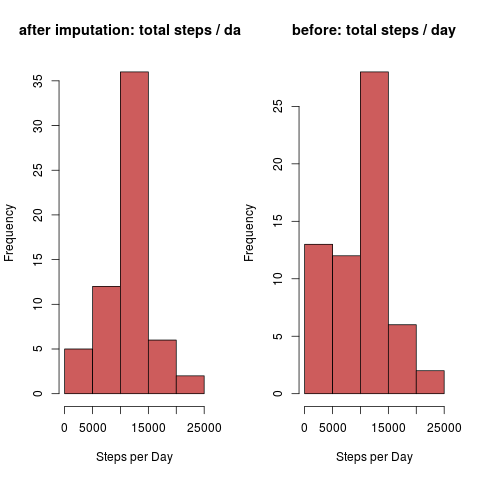 after imputation: total steps / da
Frequency
0
5
10
15
20
25
30
35
0 5000 15000 25000
Steps per Day
before: total steps / day
Frequency
0
5
10
15
20
25
0 5000 15000 25000
Steps per Day